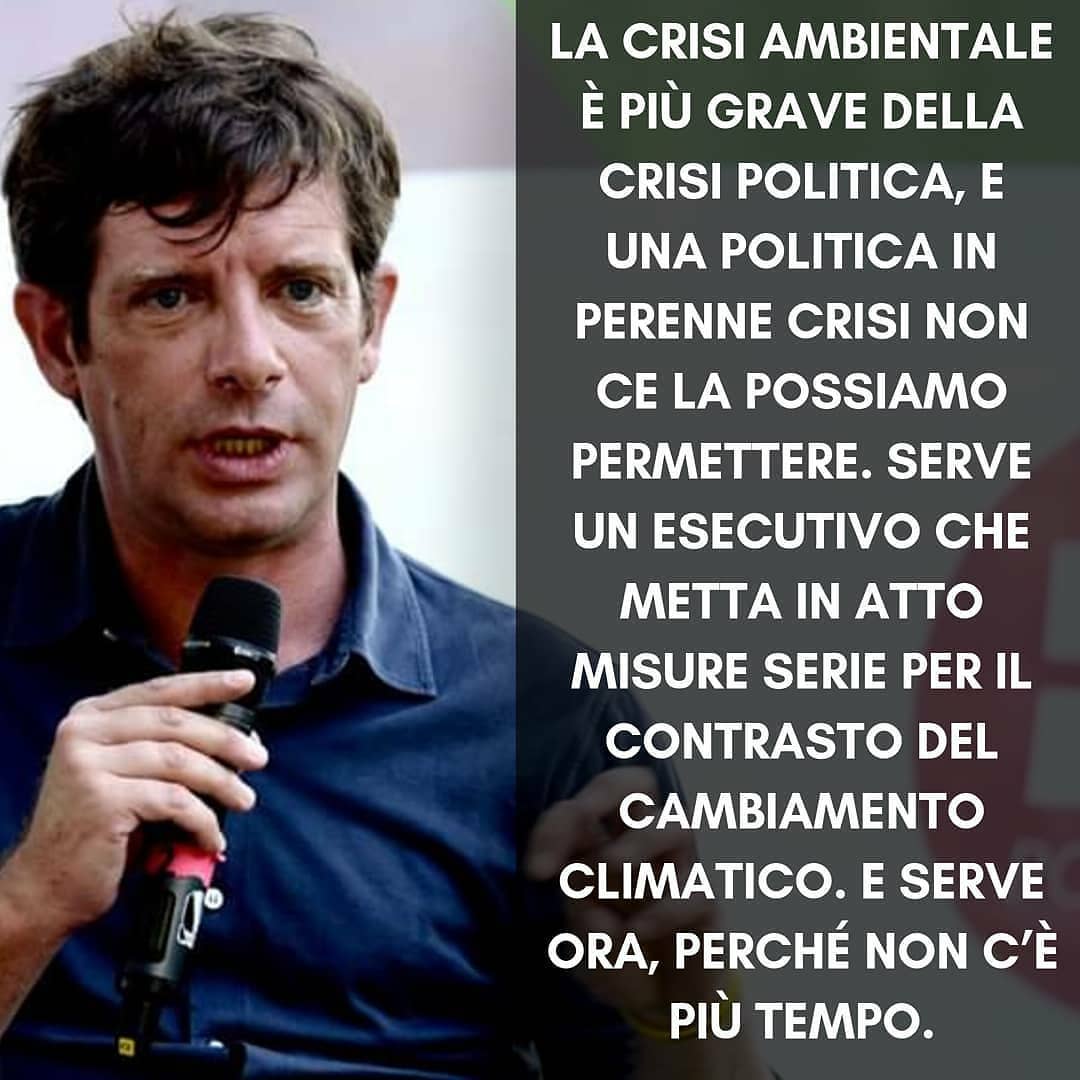 LA CRISI AMBIENTALE
È PIÙ GRAVE DELLA
CRISI POLITICA, E
UNA POLITICA IN
PERENNE CRISI NON
CE LA POSSIAMO
PERMETTERE. SERVE
UN ESECUTIVO CHE
METTA IN ATTO
MISURE SERIE PER IL
CONTRASTO DEL
CAMBIAMENTO
CLIMATICO. E SERVE
ORA, PERCHÉ NON C’È
PIÙ TEMPO.